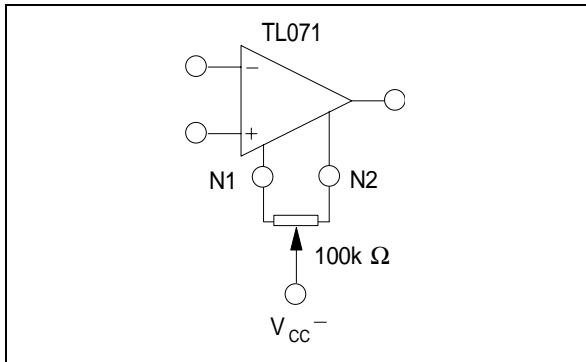 TL071
−
+
N1 N2
100k Ω
VCC−